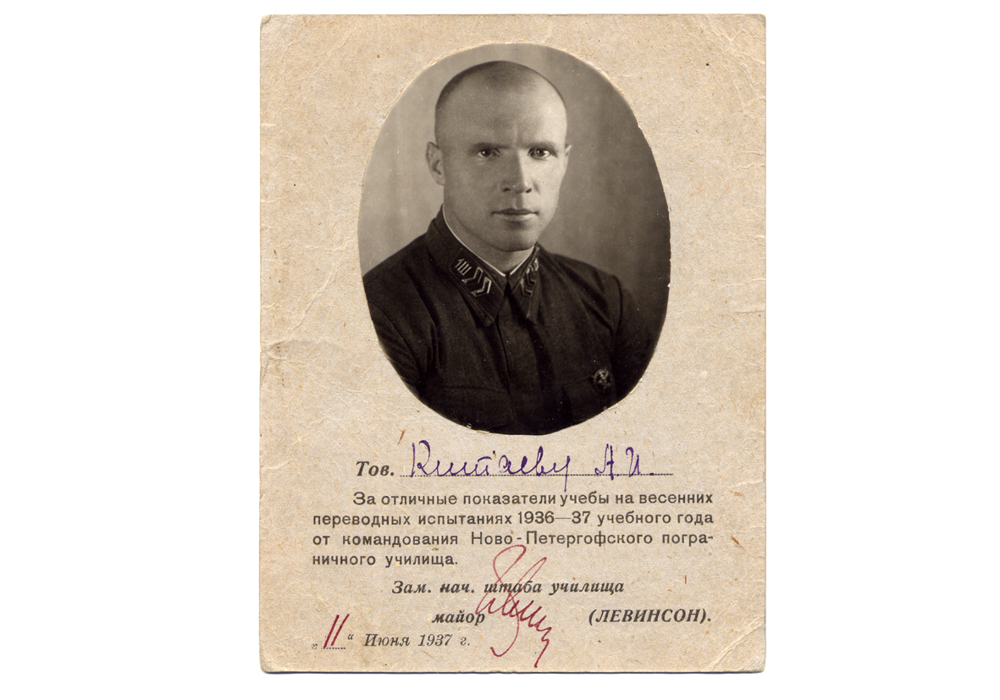 Тов. Китаеву А.И.
За отличные показатели учебы на весенних
переводных испытаниях 1936—37 учебного года
от командования Ново-Петергофского погра-
ничного училища.
Зам. нач. штаба училища
майор (ЛЕВИНСОН).
„11“ Июня 1937 г.